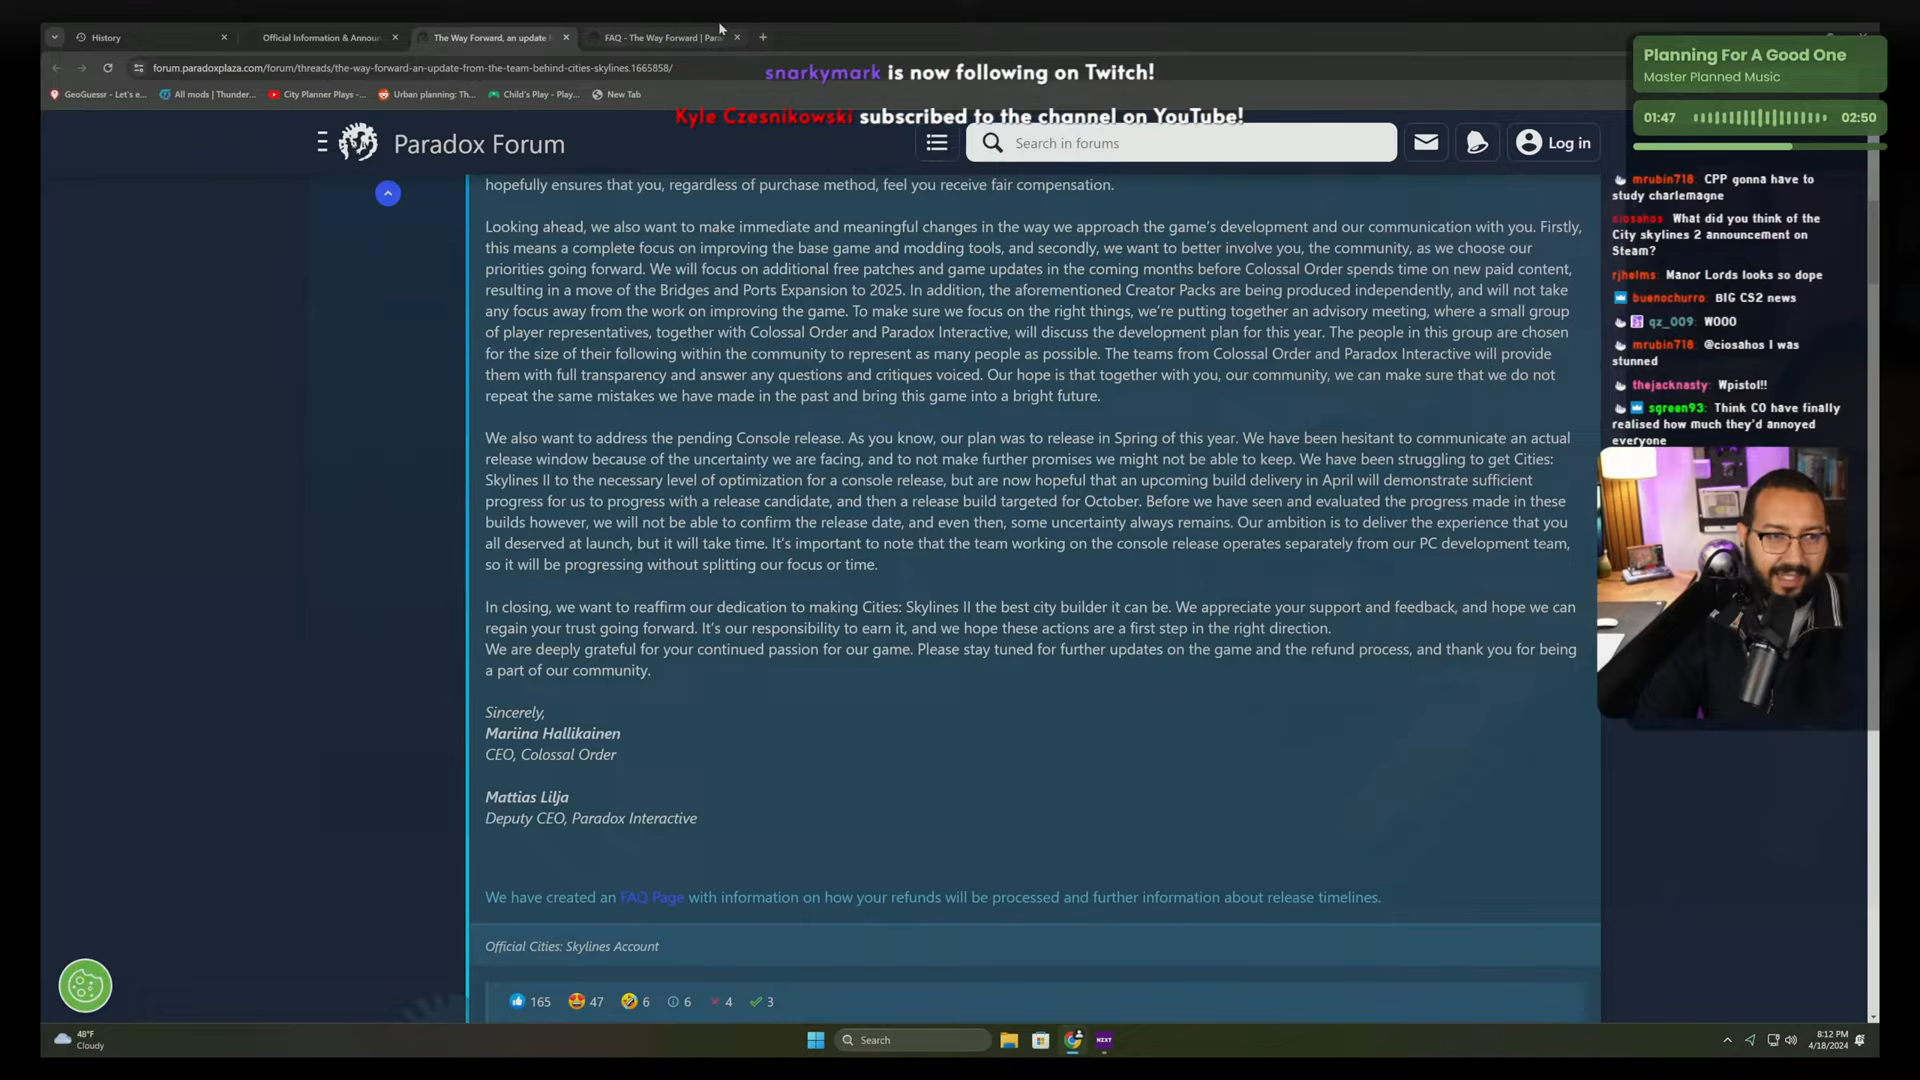 History
Official Information & Announ
The Way Forward, an update f
FAQ - The Way Forward | Para
forum.paradoxplaza.com/forum/threads/the-way-forward-an-update-from-the-team-behind-cities-skylines.1665858/
GeoGuessr - Let's e...
All mods | Thunder...
City Planner Plays -...
Urban planning: Th...
Child's Play - Play...
New Tab
snarkymark is now following on Twitch!
Kyle Czesnikowski subscribed to the channel on YouTube!
Planning For A Good One
Master Planned Music
01:47
02:50
Paradox Forum
Search in forums
Log in
hopefully ensures that you, regardless of purchase method, feel you receive fair compensation.
Looking ahead, we also want to make immediate and meaningful changes in the way we approach the game's development and our communication with you. Firstly,
this means a complete focus on improving the base game and modding tools, and secondly, we want to better involve you, the community, as we choose our
priorities going forward. We will focus on additional free patches and game updates in the coming months before Colossal Order spends time on new paid content,
resulting in a move of the Bridges and Ports Expansion to 2025. In addition, the aforementioned Creator Packs are being produced independently, and will not take
any focus away from the work on improving the game. To make sure we focus on the right things, we're putting together an advisory meeting, where a small group
of player representatives, together with Colossal Order and Paradox Interactive, will discuss the development plan for this year. The people in this group are chosen
for the size of their following within the community to represent as many people as possible. The teams from Colossal Order and Paradox Interactive will provide
them with full transparency and answer any questions and critiques voiced. Our hope is that together with you, our community, we can make sure that we do not
repeat the same mistakes we have made in the past and bring this game into a bright future.
We also want to address the pending Console release. As you know, our plan was to release in Spring of this year. We have been hesitant to communicate an actual
release window because of the uncertainty we are facing, and to not make further promises we might not be able to keep. We have been struggling to get Cities:
Skylines II to the necessary level of optimization for a console release, but are now hopeful that an upcoming build delivery in April will demonstrate sufficient
progress for us to progress with a release candidate, and then a release build targeted for October. Before we have seen and evaluated the progress made in these
builds however, we will not be able to confirm the release date, and even then, some uncertainty always remains. Our ambition is to deliver the experience that you
all deserved at launch, but it will take time. It's important to note that the team working on the console release operates separately from our PC development team,
so it will be progressing without splitting our focus or time.
In closing, we want to reaffirm our dedication to making Cities: Skylines II the best city builder it can be. We appreciate your support and feedback, and hope we can
regain your trust going forward. It's our responsibility to earn it, and we hope these actions are a first step in the right direction.
We are deeply grateful for your continued passion for our game. Please stay tuned for further updates on the game and the refund process, and thank you for being
a part of our community.
Sincerely,
Mariina Hallikainen
CEO, Colossal Order
Mattias Lilja
Deputy CEO, Paradox Interactive
We have created an FAQ Page with information on how your refunds will be processed and further information about release timelines.
Official Cities: Skylines Account
165 47 6 6 4 3
mrubin718: CPP gonna have to
study charlemagne
ciosahos: What did you think of the
City skylines 2 announcement on
Steam?
rjhelms: Manor Lords looks so dope
buenochurro: BIG CS2 news
qz_009: WOOO
mrubin718: @ciosahos I was
stunned
thejacknasty: Wpistol!!
sgreen93: Think CO have finally
realised how much they'd annoyed
everyone
48°F
Cloudy
Search
NZXT
8:12 PM
4/18/2024